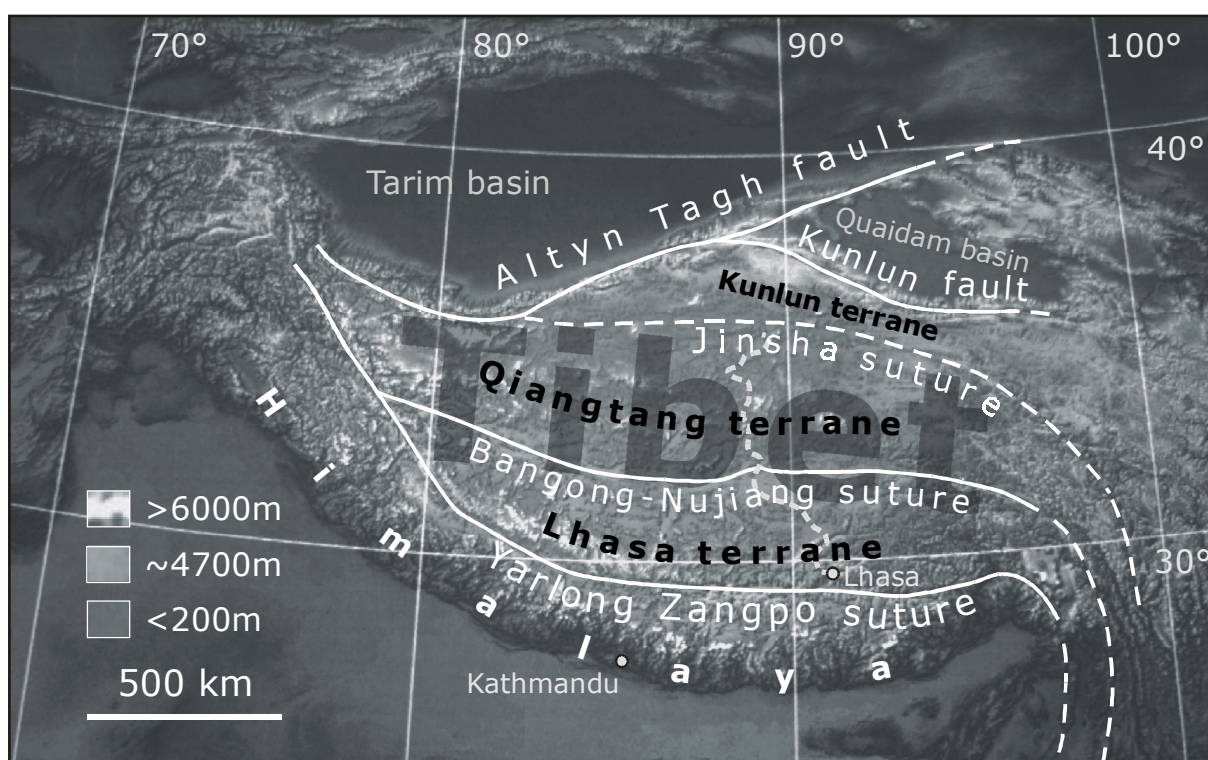 70°
80°
90°
100°
40°
Tarim basin
Altyn Tagh fault
Quaidam basin
Kunlun fault
Kunlun terrane
Jinsha suture
Tibet
Qiangtang terrane
Bangong-Nujiang suture
Lhasa terrane
30°
Lhasa
Yarlong Zangpo suture
Himalaya
Kathmandu
>6000m
~4700m
<200m
500 km